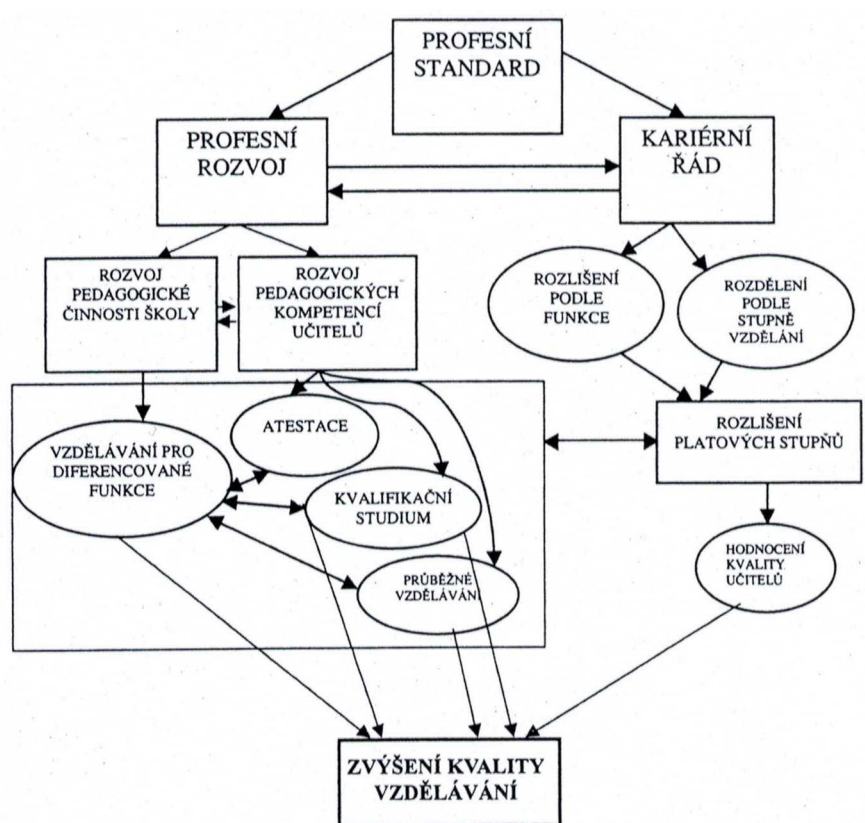 PROFESNÍ
STANDARD
PROFESNÍ
ROZVOJ
KARIÉRNÍ
ŘÁD
ROZVOJ
PEDAGOGICKÉ
ČINNOSTI ŠKOLY
ROZVOJ
PEDAGOGICKÝCH
KOMPETENCÍ
UČITELŮ
ROZLIŠENÍ
PODLE
FUNKCE
ROZDĚLENÍ
PODLE
STUPNĚ
VZDĚLÁNÍ
ATESTACE
VZDĚLÁVÁNÍ PRO
DIFERENCOVANÉ
FUNKCE
ROZLIŠENÍ
PLATOVÝCH STUPŇŮ
KVALIFIKAČNÍ
STUDIUM
PRŮBĚŽNÉ
VZDĚLÁVÁNÍ
HODNOCENÍ
KVALITY
UČITELŮ
ZVÝŠENÍ KVALITY
VZDĚLÁVÁNÍ